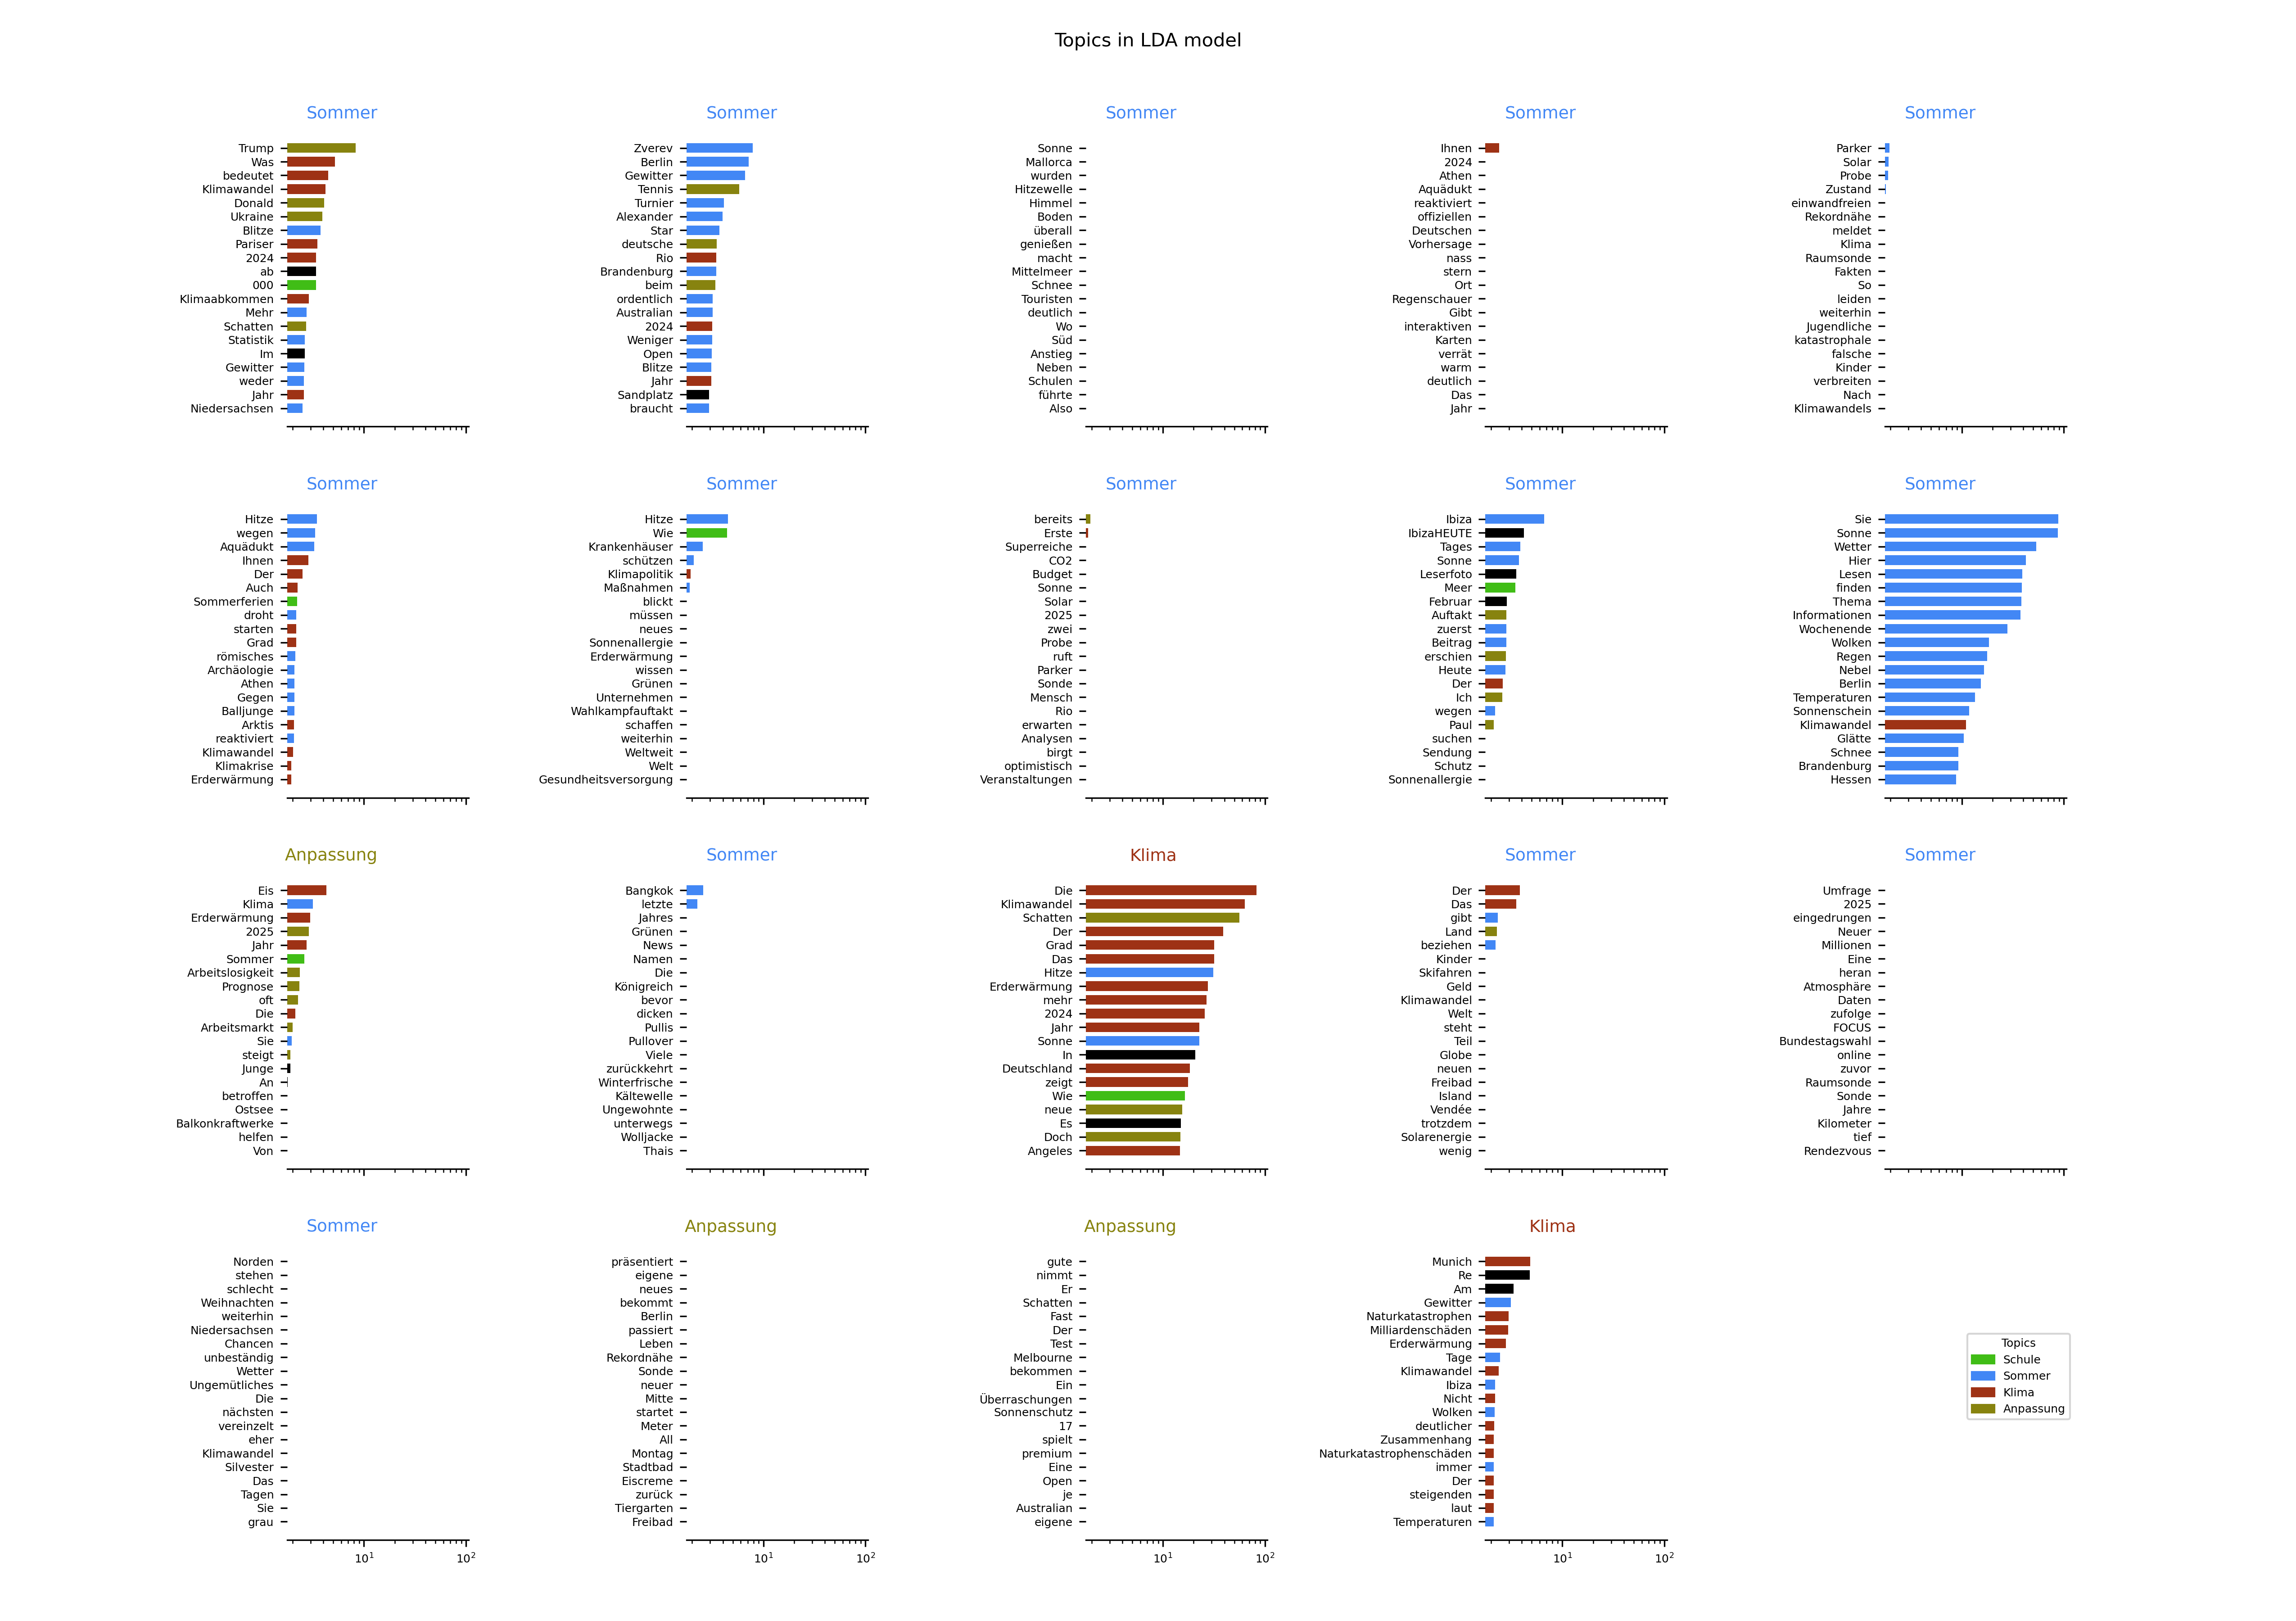 Topics in LDA model
Sommer
Trump
Was
bedeutet
Klimawandel
Donald
Ukraine
Blitze
Pariser
2024
ab
000
Klimaabkommen
Mehr
Schatten
Statistik
Im
Gewitter
weder
Jahr
Niedersachsen
Sommer
Zverev
Berlin
Gewitter
Tennis
Turnier
Alexander
Star
deutsche
Rio
Brandenburg
beim
ordentlich
Australian
2024
Weniger
Open
Blitze
Jahr
Sandplatz
braucht
Sommer
Sonne
Mallorca
wurden
Hitzewelle
Himmel
Boden
überall
genießen
macht
Mittelmeer
Schnee
Touristen
deutlich
Wo
Süd
Anstieg
Neben
Schulen
führte
Also
Sommer
Ihnen
2024
Athen
Aquädukt
reaktiviert
offiziellen
Deutschen
Vorhersage
nass
stern
Ort
Regenschauer
Gibt
interaktiven
Karten
verrät
warm
deutlich
Das
Jahr
Sommer
Parker
Solar
Probe
Zustand
einwandfreien
Rekordnähe
meldet
Klima
Raumsonde
Fakten
So
leiden
weiterhin
Jugendliche
katastrophale
falsche
Kinder
verbreiten
Nach
Klimawandels
Sommer
Hitze
wegen
Aquädukt
Ihnen
Der
Auch
Sommerferien
droht
starten
Grad
römisches
Archäologie
Athen
Gegen
Balljunge
Arktis
reaktiviert
Klimawandel
Klimakrise
Erderwärmung
Sommer
Hitze
Wie
Krankenhäuser
schützen
Klimapolitik
Maßnahmen
blickt
müssen
neues
Sonnenallergie
Erderwärmung
wissen
Grünen
Unternehmen
Wahlkampfauftakt
schaffen
weiterhin
Weltweit
Welt
Gesundheitsversorgung
Sommer
bereits
Erste
Superreiche
CO2
Budget
Sonne
Solar
2025
zwei
Probe
ruft
Parker
Sonde
Mensch
Rio
erwarten
Analysen
birgt
optimistisch
Veranstaltungen
Sommer
Ibiza
IbizaHEUTE
Tages
Sonne
Leserfoto
Meer
Februar
Auftakt
zuerst
Beitrag
erschien
Heute
Der
Ich
wegen
Paul
suchen
Sendung
Schutz
Sonnenallergie
Sommer
Sie
Sonne
Wetter
Hier
Lesen
finden
Thema
Informationen
Wochenende
Wolken
Regen
Nebel
Berlin
Temperaturen
Sonnenschein
Klimawandel
Glätte
Schnee
Brandenburg
Hessen
Anpassung
Eis
Klima
Erderwärmung
2025
Jahr
Sommer
Arbeitslosigkeit
Prognose
oft
Die
Arbeitsmarkt
Sie
steigt
Junge
An
betroffen
Ostsee
Balkonkraftwerke
helfen
Von
Sommer
Bangkok
letzte
Jahres
Grünen
News
Namen
Die
Königreich
bevor
dicken
Pullis
Pullover
Viele
zurückkehrt
Winterfrische
Kältewelle
Ungewohnte
unterwegs
Wolljacke
Thais
Klima
Die
Klimawandel
Schatten
Der
Grad
Das
Hitze
Erderwärmung
mehr
2024
Jahr
Sonne
In
Deutschland
zeigt
Wie
neue
Es
Doch
Angeles
Sommer
Der
Das
gibt
Land
beziehen
Kinder
Skifahren
Geld
Klimawandel
Welt
steht
Teil
Globe
neuen
Freibad
Island
Vendée
trotzdem
Solarenergie
wenig
Sommer
Umfrage
2025
eingedrungen
Neuer
Millionen
Eine
heran
Atmosphäre
Daten
zufolge
FOCUS
Bundestagswahl
online
zuvor
Raumsonde
Sonde
Jahre
Kilometer
tief
Rendezvous
Sommer
Norden
stehen
schlecht
Weihnachten
weiterhin
Niedersachsen
Chancen
unbeständig
Wetter
Ungemütliches
Die
nächsten
vereinzelt
eher
Klimawandel
Silvester
Das
Tagen
Sie
grau
10¹ 10²
Anpassung
präsentiert
eigene
neues
bekommt
Berlin
passiert
Leben
Rekordnähe
Sonde
neuer
Mitte
startet
Meter
All
Montag
Stadtbad
Eiscreme
zurück
Tiergarten
Freibad
10¹ 10²
Anpassung
gute
nimmt
Er
Schatten
Fast
Der
Test
Melbourne
bekommen
Ein
Überraschungen
Sonnenschutz
17
spielt
premium
Eine
Open
je
Australian
eigene
10¹ 10²
Klima
Munich
Re
Am
Gewitter
Naturkatastrophen
Milliardenschäden
Erderwärmung
Tage
Klimawandel
Ibiza
Nicht
Wolken
deutlicher
Zusammenhang
Naturkatastrophenschäden
immer
Der
steigenden
laut
Temperaturen
10¹ 10²
Topics
Schule
Sommer
Klima
Anpassung